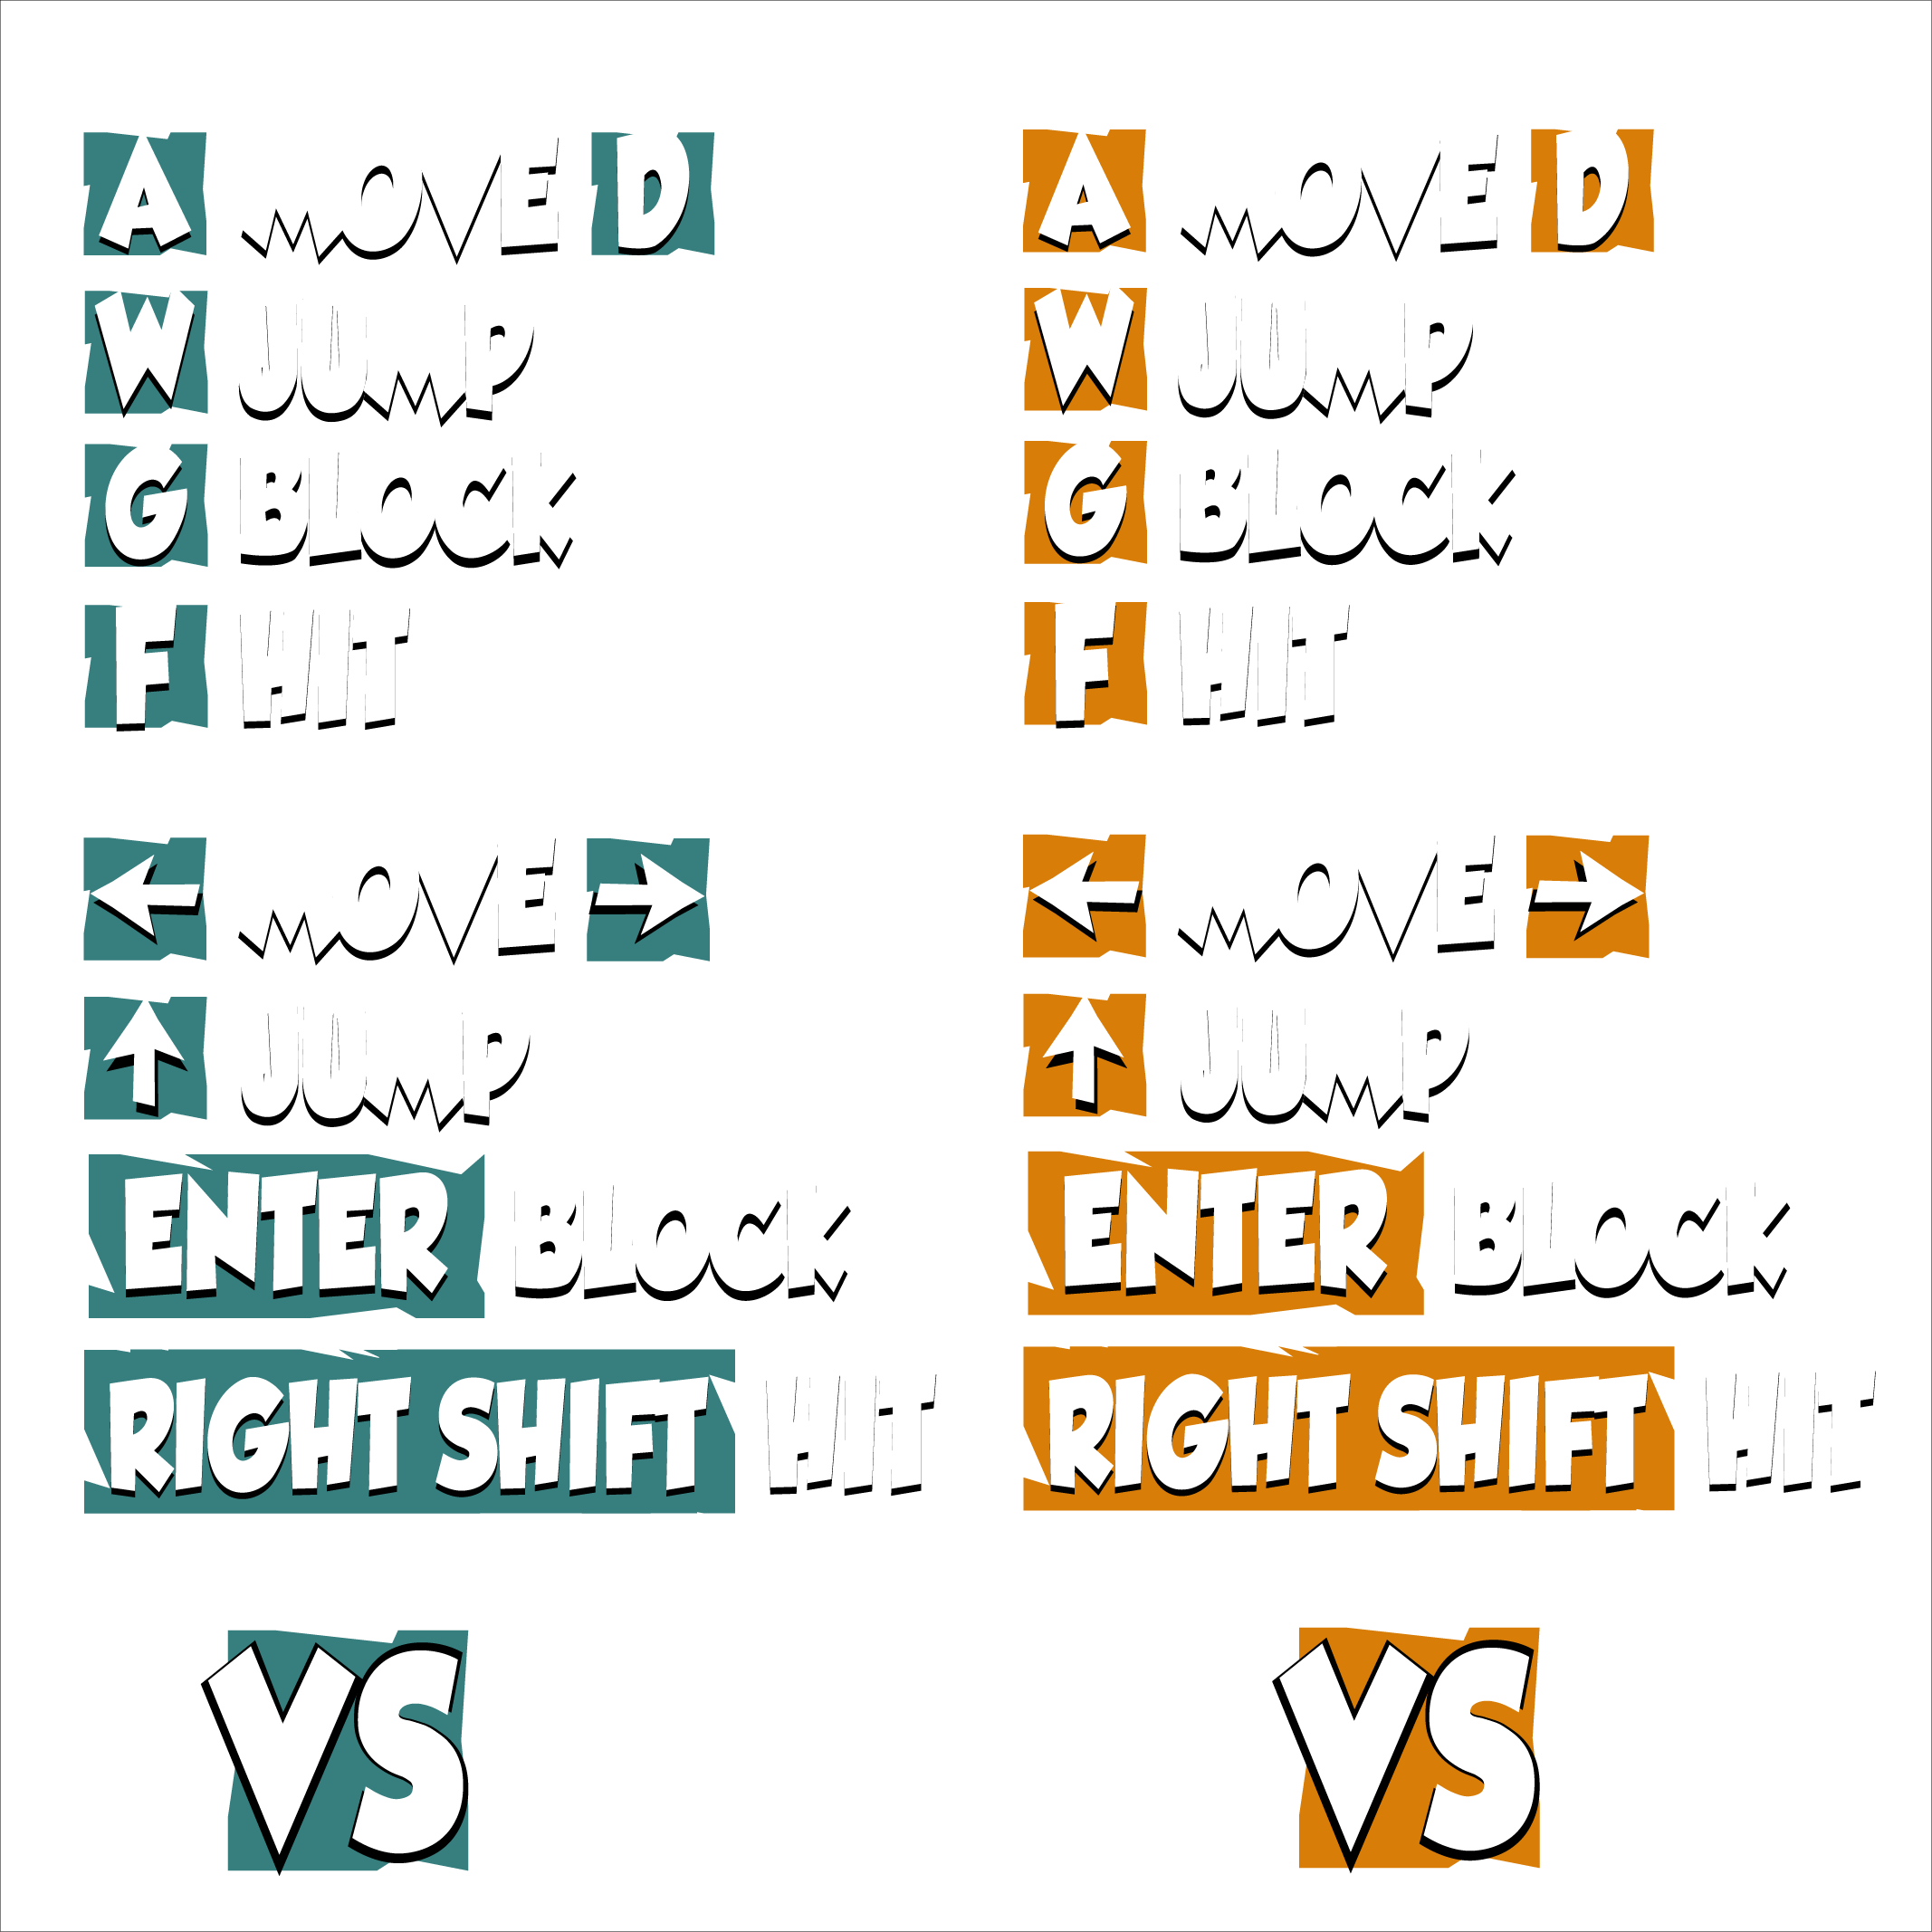 A MOVE D
W JUMP
G BLOCK
F HIT
← MOVE →
↑ JUMP
ENTER BLOCK
RIGHT SHIFT HIT
VS
A MOVE D
W JUMP
G BLOCK
F HIT
← MOVE →
↑ JUMP
ENTER BLOCK
RIGHT SHIFT HIT
VS